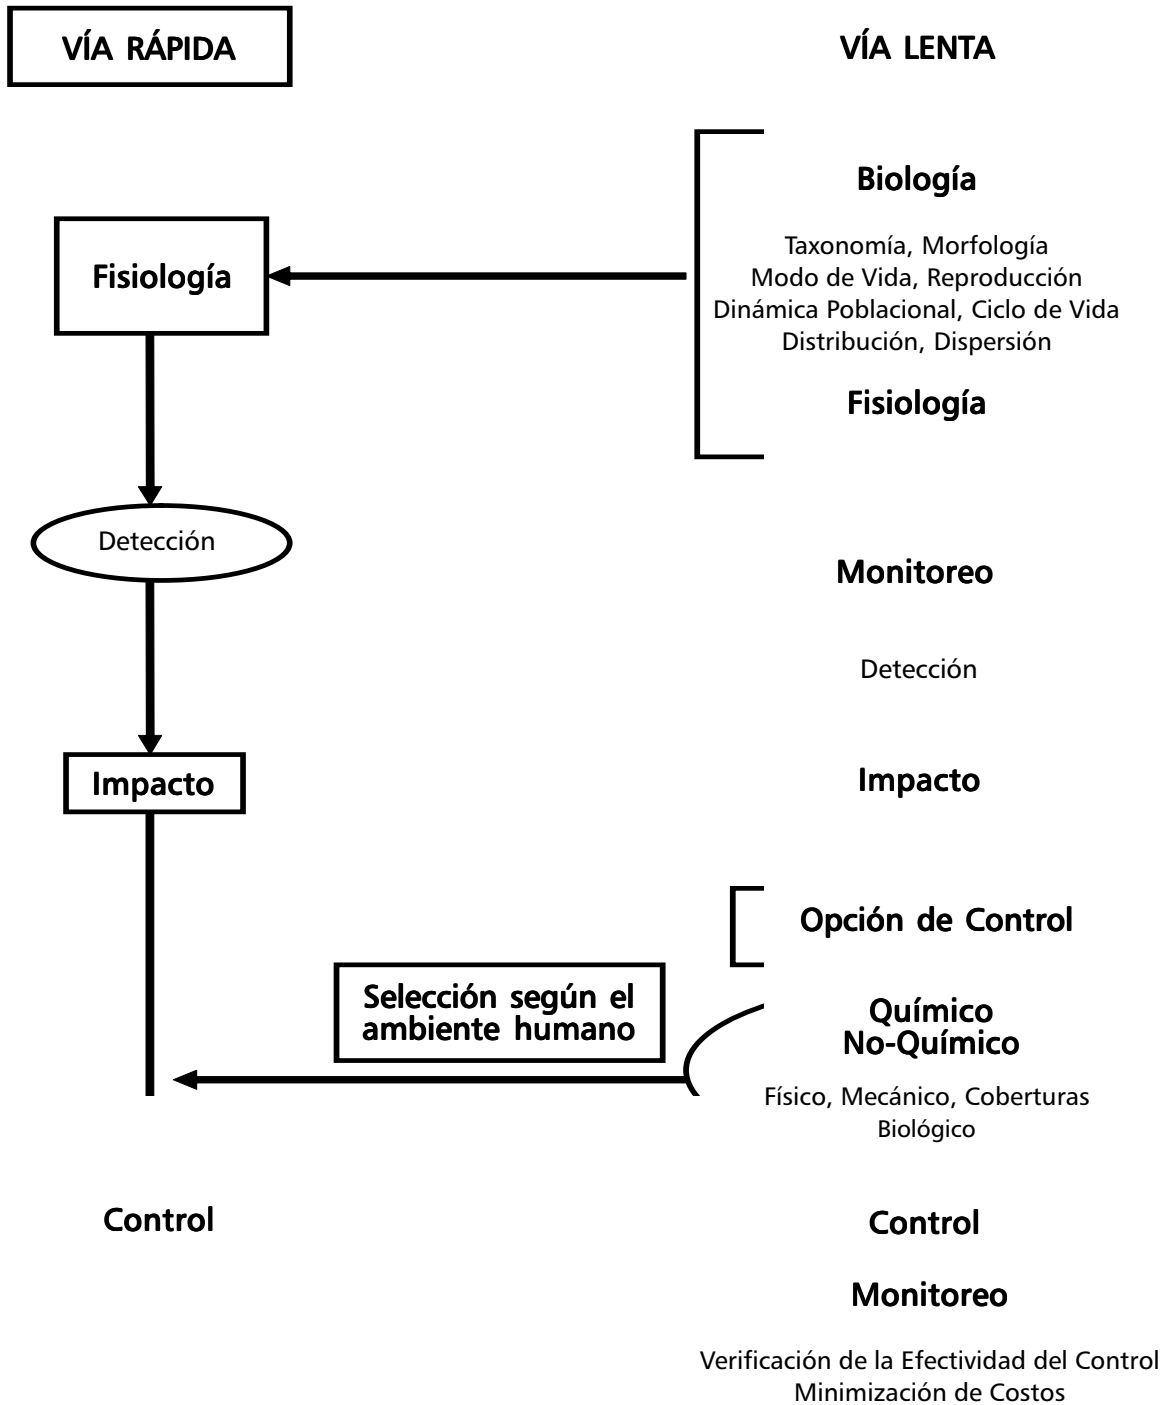 VÍA RÁPIDA
VÍA LENTA
Biología
Taxonomía, Morfología
Modo de Vida, Reproducción
Dinámica Poblacional, Ciclo de Vida
Distribución, Dispersión
Fisiología
Fisiología
Detección
Monitoreo
Detección
Impacto
Impacto
Opción de Control
Selección según el
ambiente humano
Químico
No-Químico
Físico, Mecánico, Coberturas
Biológico
Control
Control
Monitoreo
Verificación de la Efectividad del Control
Minimización de Costos